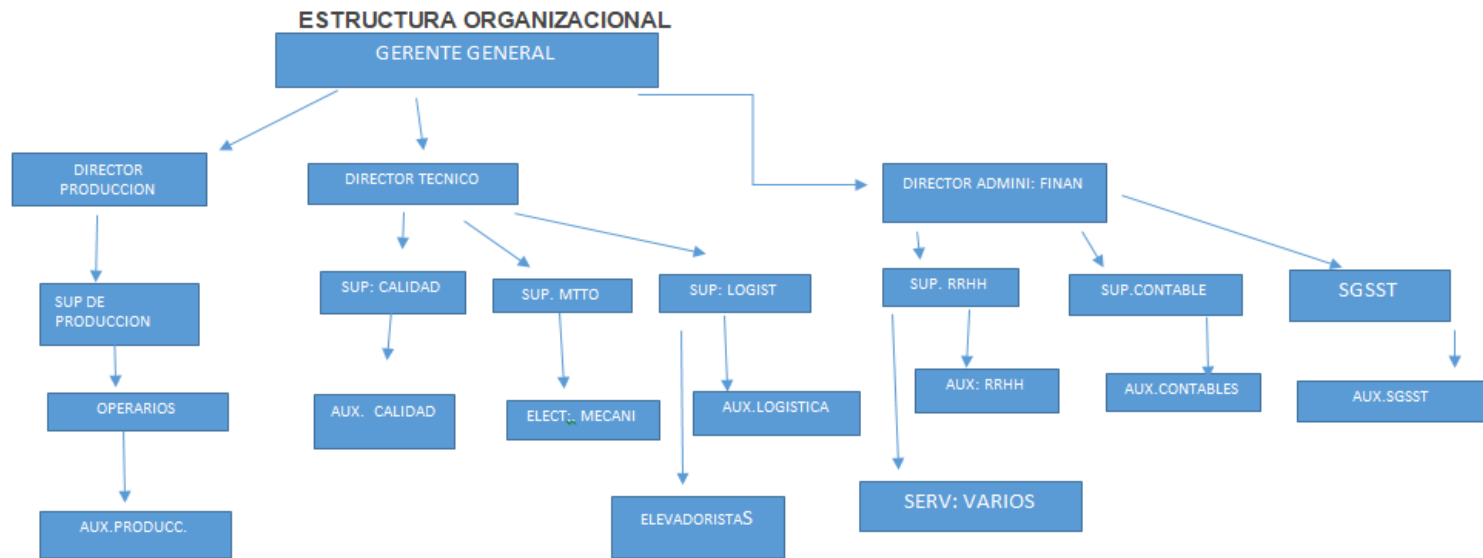 ESTRUCTURA ORGANIZACIONAL
GERENTE GENERAL
DIRECTOR
PRODUCCION
DIRECTOR TECNICO
DIRECTOR ADMINI: FINAN
SUP DE
PRODUCCION
SUP: CALIDAD
SUP. MTTO
SUP: LOGIST
SUP. RRHH
SUP.CONTABLE
SGSST
OPERARIOS
AUX. CALIDAD
ELECT:. MECANI
AUX.LOGISTICA
AUX: RRHH
AUX.CONTABLES
AUX.SGSST
AUX.PRODUCC.
ELEVADORISTAS
SERV: VARIOS